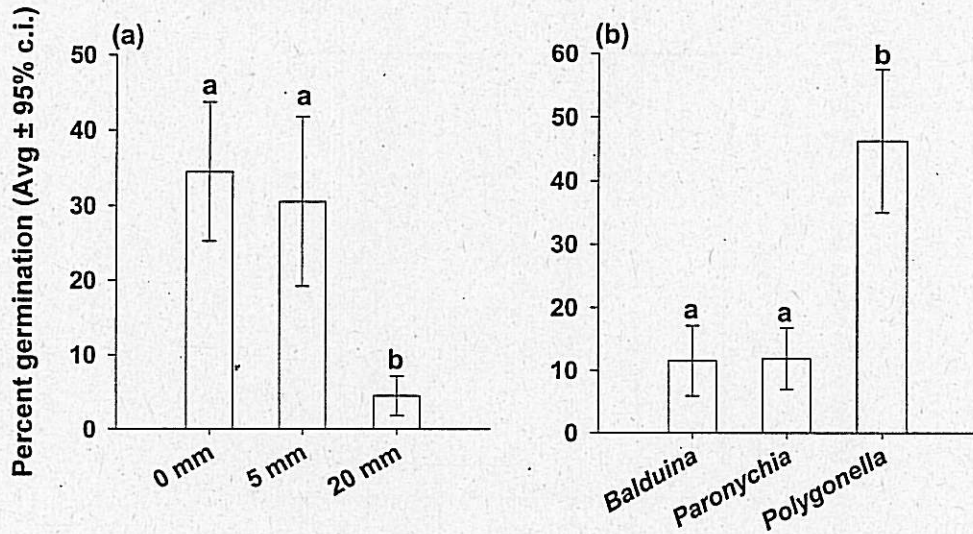 Percent germination (Avg ± 95% c.i.)
(a)
50
40
30
20
10
0
a
a
b
0 mm
5 mm
20 mm
(b)
60
50
40
30
20
10
0
a
a
b
Balduina
Paronychia
Polygonella